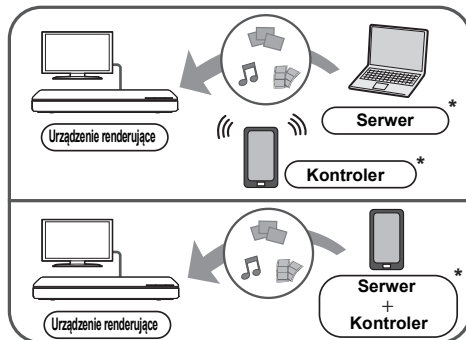 Urządzenie renderujące
Serwer *
Kontroler *
Urządzenie renderujące
*
Serwer
+
Kontroler